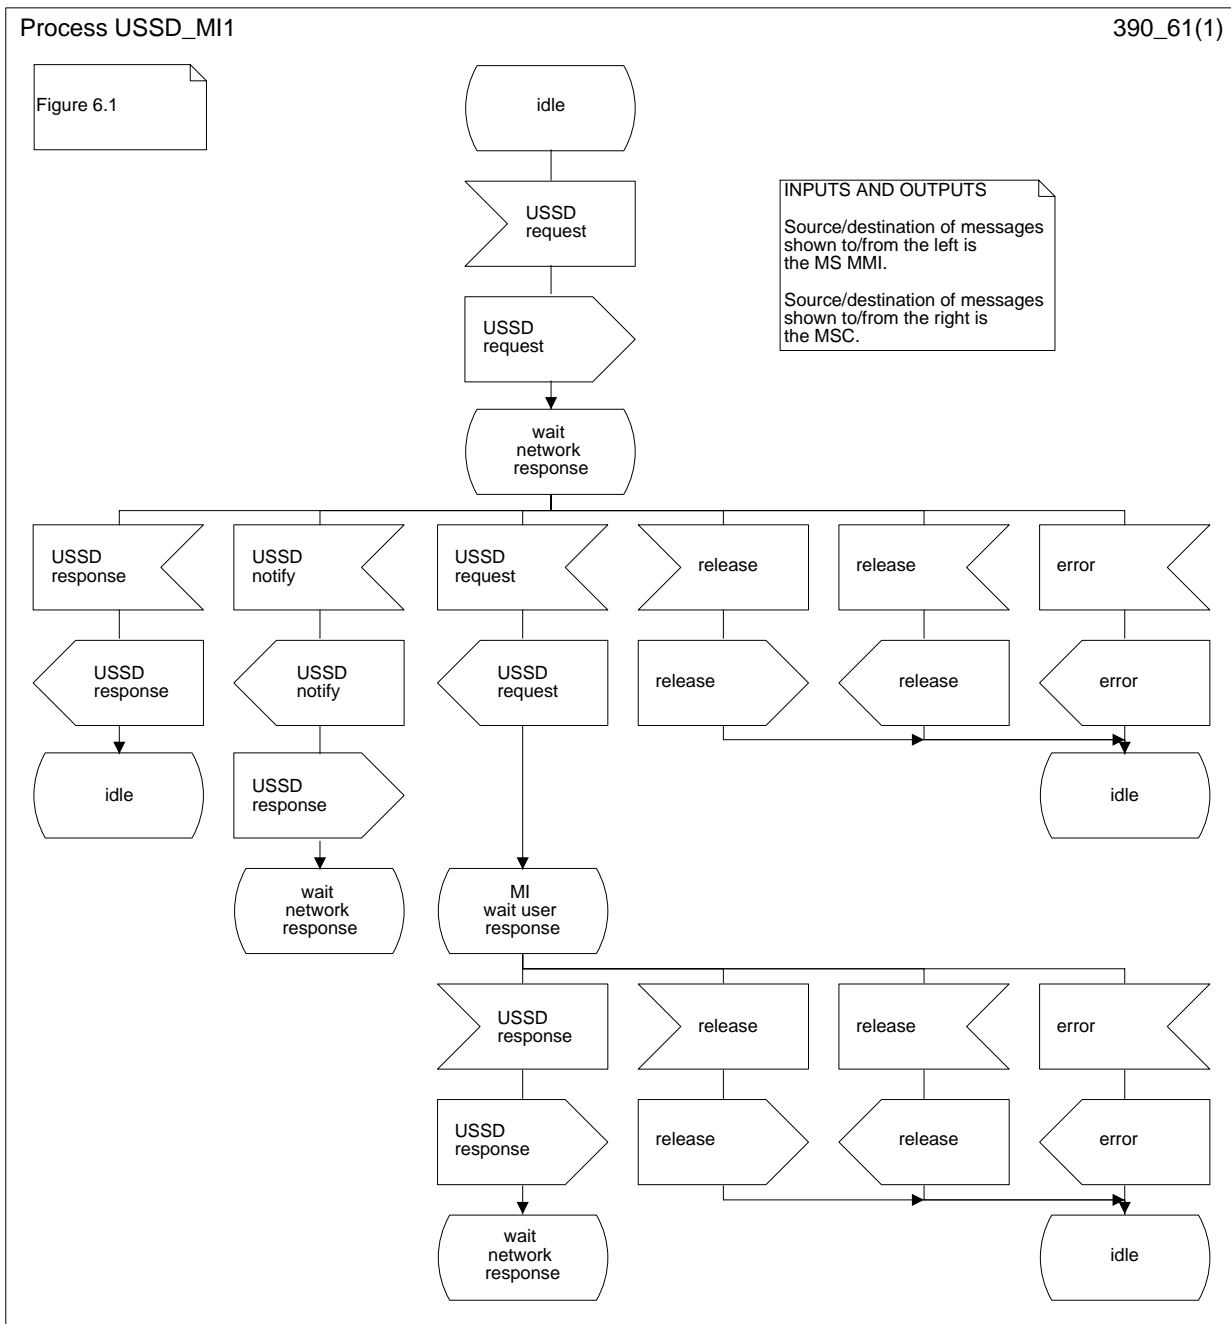 Process USSD_MI1
390_61(1)
Figure 6.1
idle
USSD
request
INPUTS AND OUTPUTS
Source/destination of messages
shown to/from the left is
the MS MMI.
Source/destination of messages
shown to/from the right is
the MSC.
USSD
request
wait
network
response
USSD
response
USSD
notify
USSD
request
release
release
error
USSD
response
USSD
notify
USSD
request
release
release
error
idle
USSD
response
idle
wait
network
response
MI
wait user
response
USSD
response
release
release
error
USSD
response
release
release
error
wait
network
response
idle